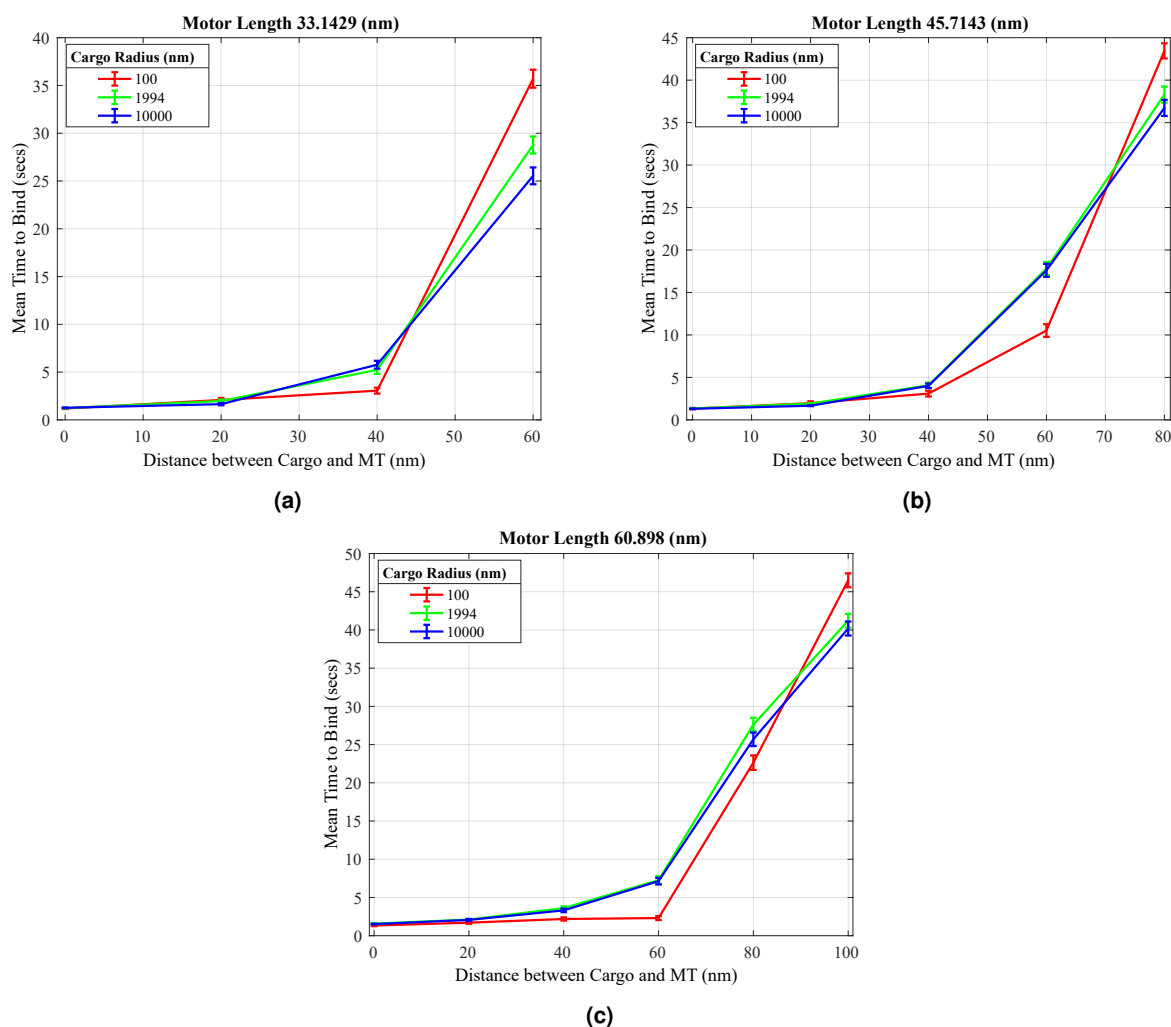 Motor Length 33.1429 (nm)
Cargo Radius (nm)
100
1994
10000
40
35
30
25
20
15
10
5
0
Mean Time to Bind (secs)
0 10 20 30 40 50 60
Distance between Cargo and MT (nm)
(a)
Motor Length 45.7143 (nm)
Cargo Radius (nm)
100
1994
10000
45
40
35
30
25
20
15
10
5
0
Mean Time to Bind (secs)
0 10 20 30 40 50 60 70 80
Distance between Cargo and MT (nm)
(b)
Motor Length 60.898 (nm)
Cargo Radius (nm)
100
1994
10000
50
45
40
35
30
25
20
15
10
5
0
Mean Time to Bind (secs)
0 20 40 60 80 100
Distance between Cargo and MT (nm)
(c)